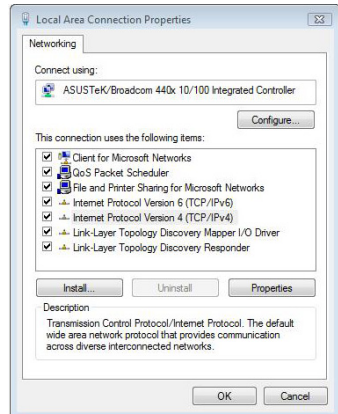 Local Area Connection Properties
Networking
Connect using:
ASUSTeK/Broadcom 440x 10/100 Integrated Controller
Configure...
This connection uses the following items:
Client for Microsoft Networks
QoS Packet Scheduler
File and Printer Sharing for Microsoft Networks
Internet Protocol Version 6 (TCP/IPv6)
Internet Protocol Version 4 (TCP/IPv4)
Link-Layer Topology Discovery Mapper I/O Driver
Link-Layer Topology Discovery Responder
Install... Uninstall Properties
Description
Transmission Control Protocol/Internet Protocol. The default
wide area network protocol that provides communication
across diverse interconnected networks.
OK Cancel